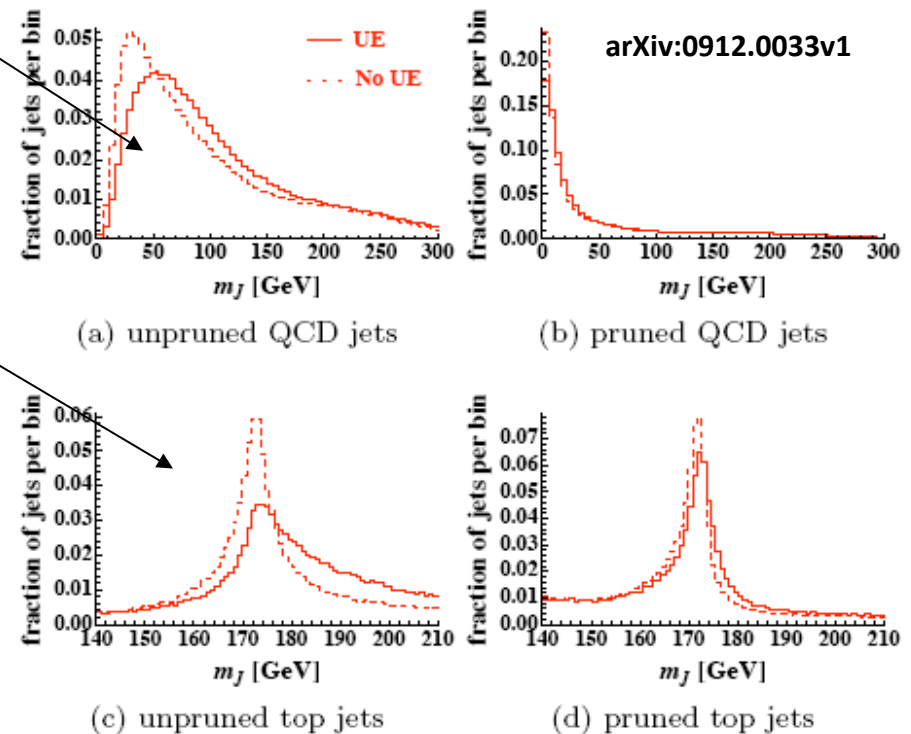 UE
No UE
fraction of jets per bin
0.05
0.04
0.03
0.02
0.01
0.00
0 50 100 150 200 250 300
mJ [GeV]
(a) unpruned QCD jets
arXiv:0912.0033v1
fraction of jets per bin
0.20
0.15
0.10
0.05
0.00
0 50 100 150 200 250 300
mJ [GeV]
(b) pruned QCD jets
fraction of jets per bin
0.06
0.05
0.04
0.03
0.02
0.01
0.00
140 150 160 170 180 190 200 210
mJ [GeV]
(c) unpruned top jets
fraction of jets per bin
0.07
0.06
0.05
0.04
0.03
0.02
0.01
0.00
140 150 160 170 180 190 200 210
mJ [GeV]
(d) pruned top jets